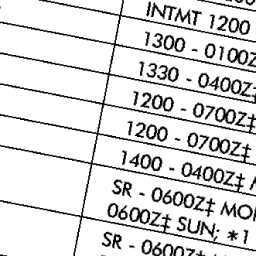 INTMT 1200
1300 - 0100Z
1330 - 0400Z‡
1200 - 0700Z‡
1200 - 0700Z‡
1400 - 0400Z‡
SR - 0600Z‡ MO
0600Z‡ SUN; *1
SR - 0600Z‡